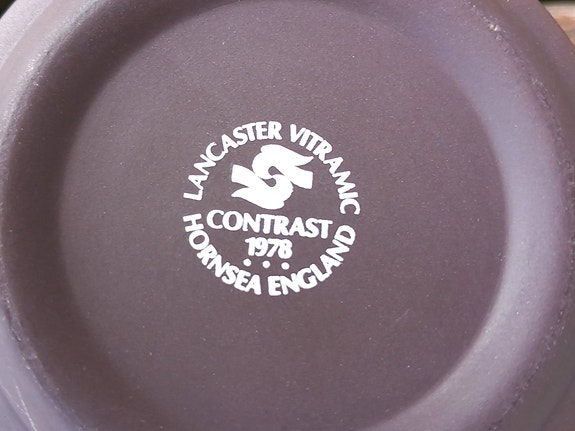 LANCASTER VITRAMIC
CONTRAST
1978
HORNSEA ENGLAND